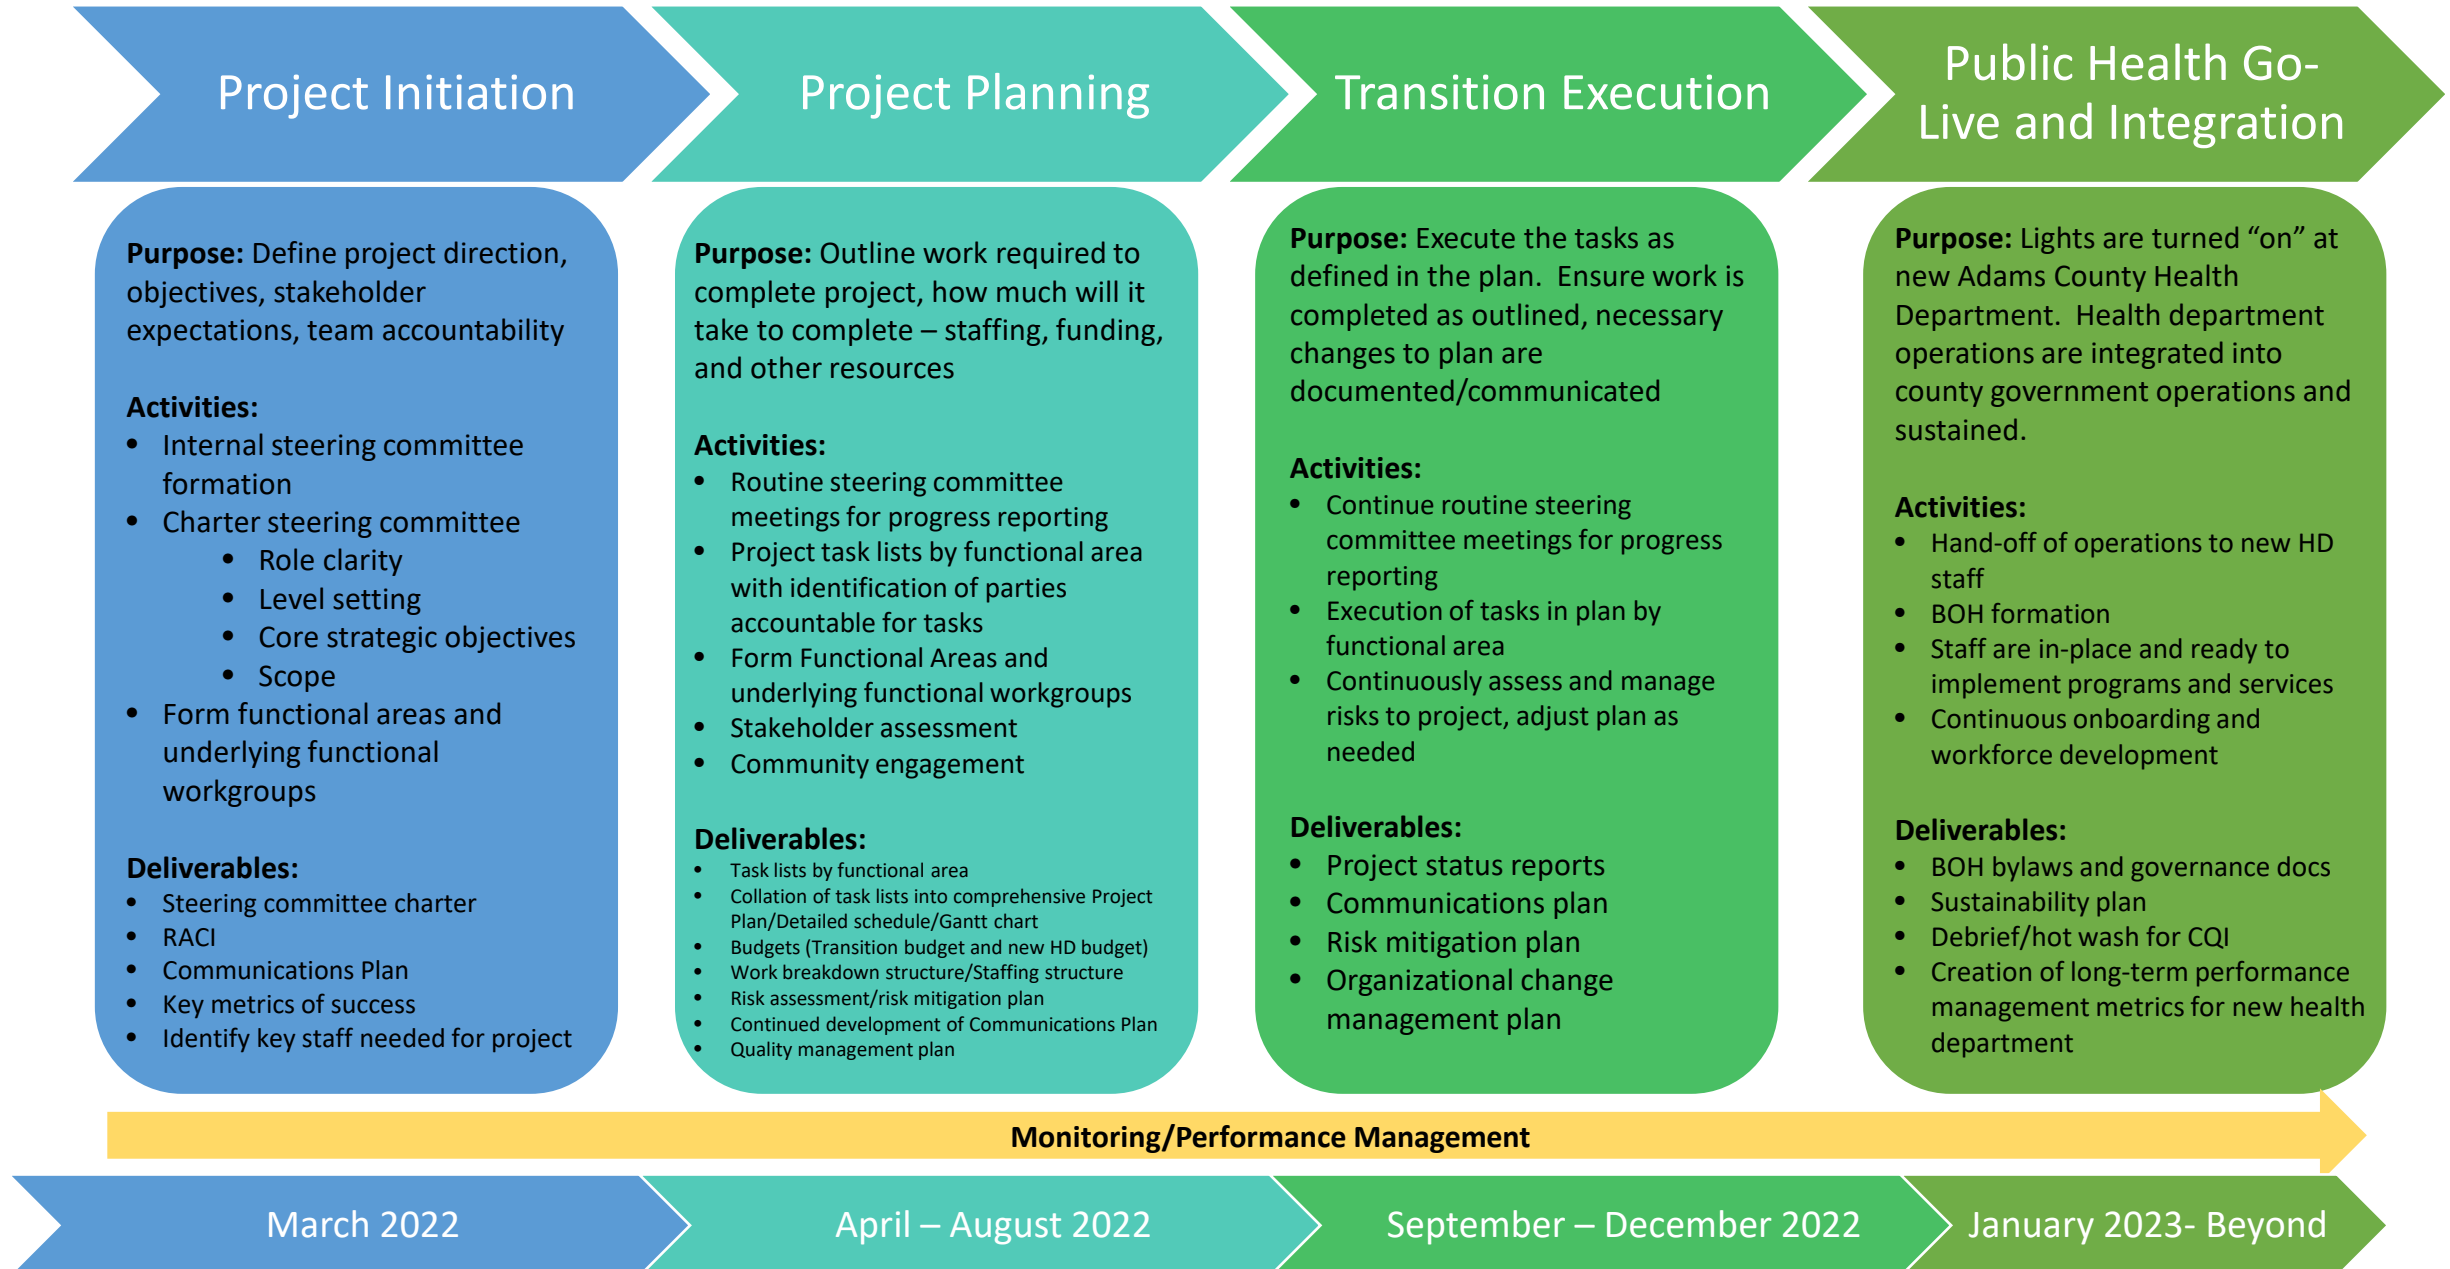 Project Initiation
Project Planning
Transition Execution
Public Health Go-
Live and Integration
Purpose: Define project direction,
objectives, stakeholder
expectations, team accountability
Activities:
• Internal steering committee
formation
• Charter steering committee
• Role clarity
• Level setting
• Core strategic objectives
• Scope
• Form functional areas and
underlying functional
workgroups
Deliverables:
• Steering committee charter
• RACI
• Communications Plan
• Key metrics of success
• Identify key staff needed for project
Purpose: Outline work required to
complete project, how much will it
take to complete – staffing, funding,
and other resources
Activities:
• Routine steering committee
meetings for progress reporting
• Project task lists by functional area
with identification of parties
accountable for tasks
• Form Functional Areas and
underlying functional workgroups
• Stakeholder assessment
• Community engagement
Deliverables:
• Task lists by functional area
• Collation of task lists into comprehensive Project
Plan/Detailed schedule/Gantt chart
• Budgets (Transition budget and new HD budget)
• Work breakdown structure/Staffing structure
• Risk assessment/risk mitigation plan
• Continued development of Communications Plan
• Quality management plan
Purpose: Execute the tasks as
defined in the plan.  Ensure work is
completed as outlined, necessary
changes to plan are
documented/communicated
Activities:
• Continue routine steering
committee meetings for progress
reporting
• Execution of tasks in plan by
functional area
• Continuously assess and manage
risks to project, adjust plan as
needed
Deliverables:
• Project status reports
• Communications plan
• Risk mitigation plan
• Organizational change
management plan
Purpose: Lights are turned “on” at
new Adams County Health
Department.  Health department
operations are integrated into
county government operations and
sustained.
Activities:
• Hand-off of operations to new HD
staff
• BOH formation
• Staff are in-place and ready to
implement programs and services
• Continuous onboarding and
workforce development
Deliverables:
• BOH bylaws and governance docs
• Sustainability plan
• Debrief/hot wash for CQI
• Creation of long-term performance
management metrics for new health
department
Monitoring/Performance Management
March 2022
April – August 2022
September – December 2022
January 2023- Beyond